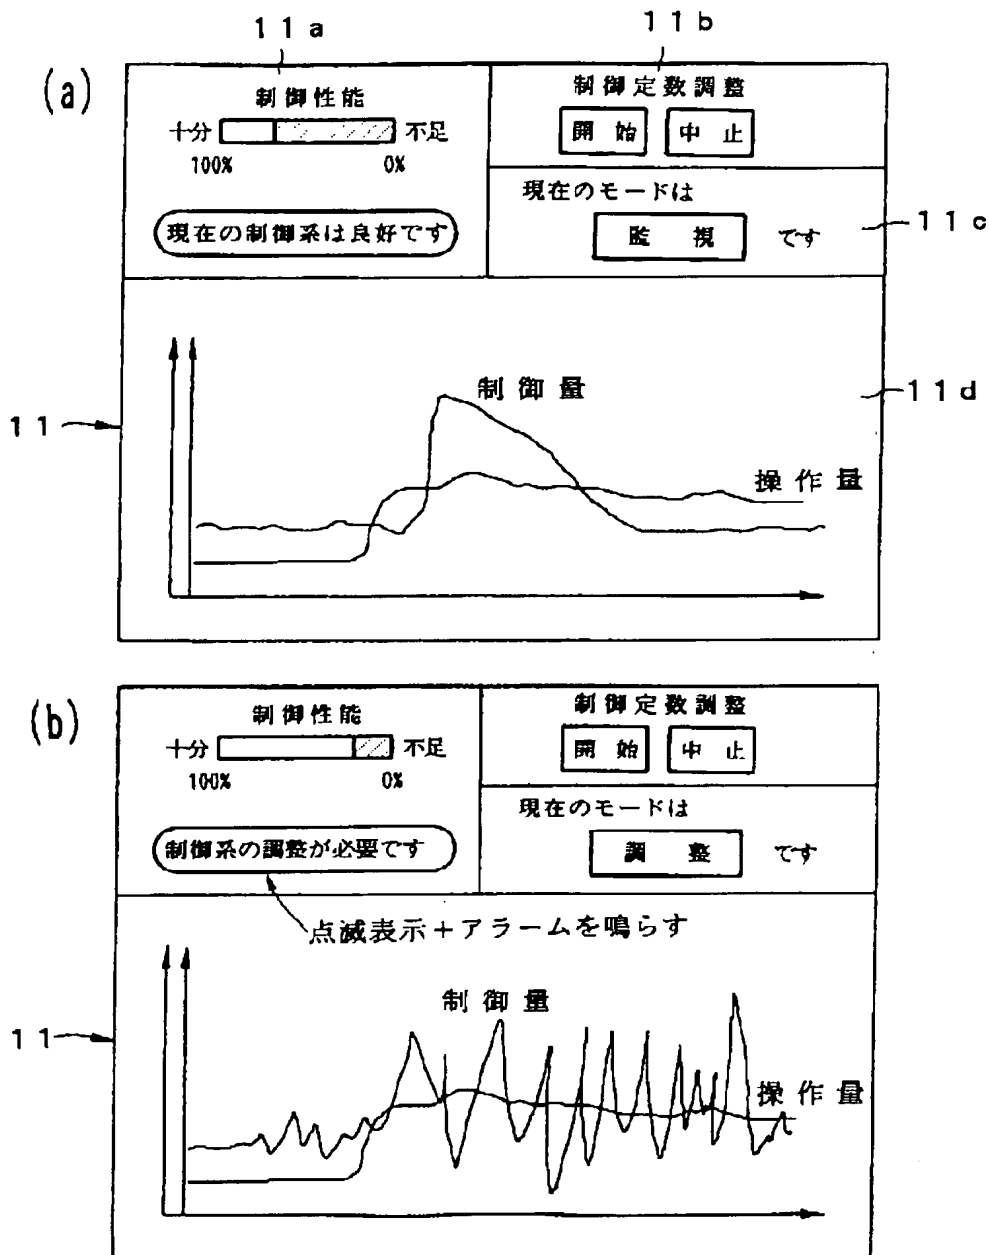 11a
11b
(a)
制御性能
十分
不足
100%
0%
現在の制御系は良好です
制御定数調整
開始
中止
現在のモードは
監視
です
11c
制御量
11d
11
操作量
(b)
制御性能
十分
不足
100%
0%
制御系の調整が必要です
制御定数調整
開始
中止
現在のモードは
調整
です
点滅表示+アラームを鳴らす
制御量
11
操作量